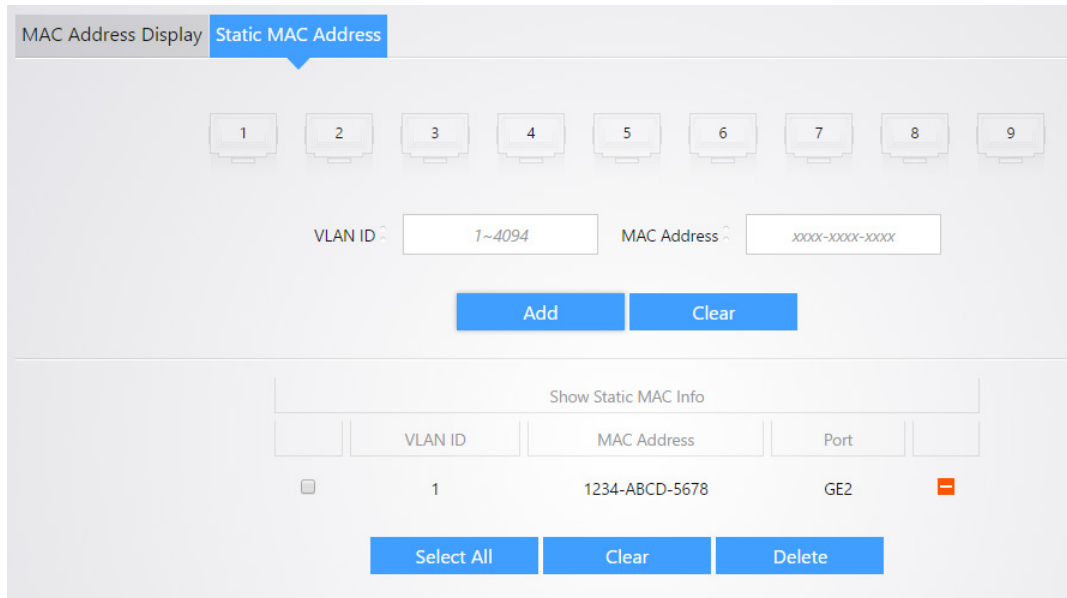 MAC Address Display Static MAC Address
1 2 3 4 5 6 7 8 9
VLAN ID 1~4094 MAC Address xxxx-xxxx-xxxx
Add Clear
Show Static MAC Info
VLAN ID MAC Address Port
1 1234-ABCD-5678 GE2
Select All Clear Delete